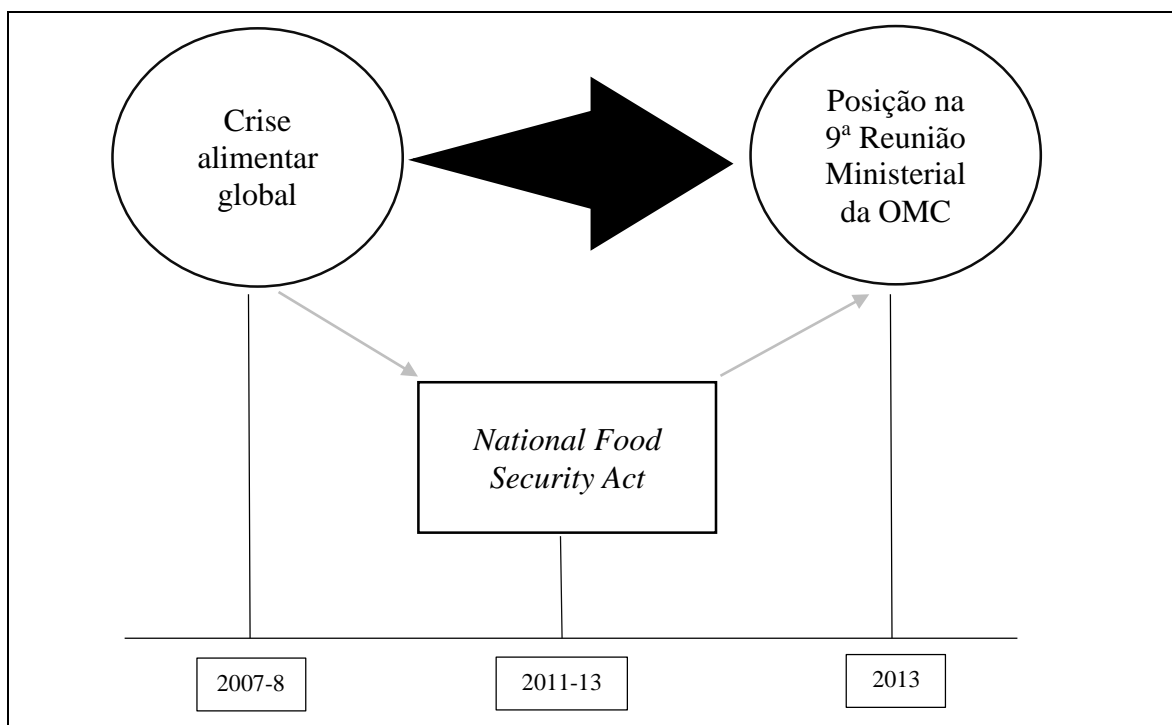 Crise
alimentar
global
Posição na
9ª Reunião
Ministerial
da OMC
National Food
Security Act
2007-8
2011-13
2013